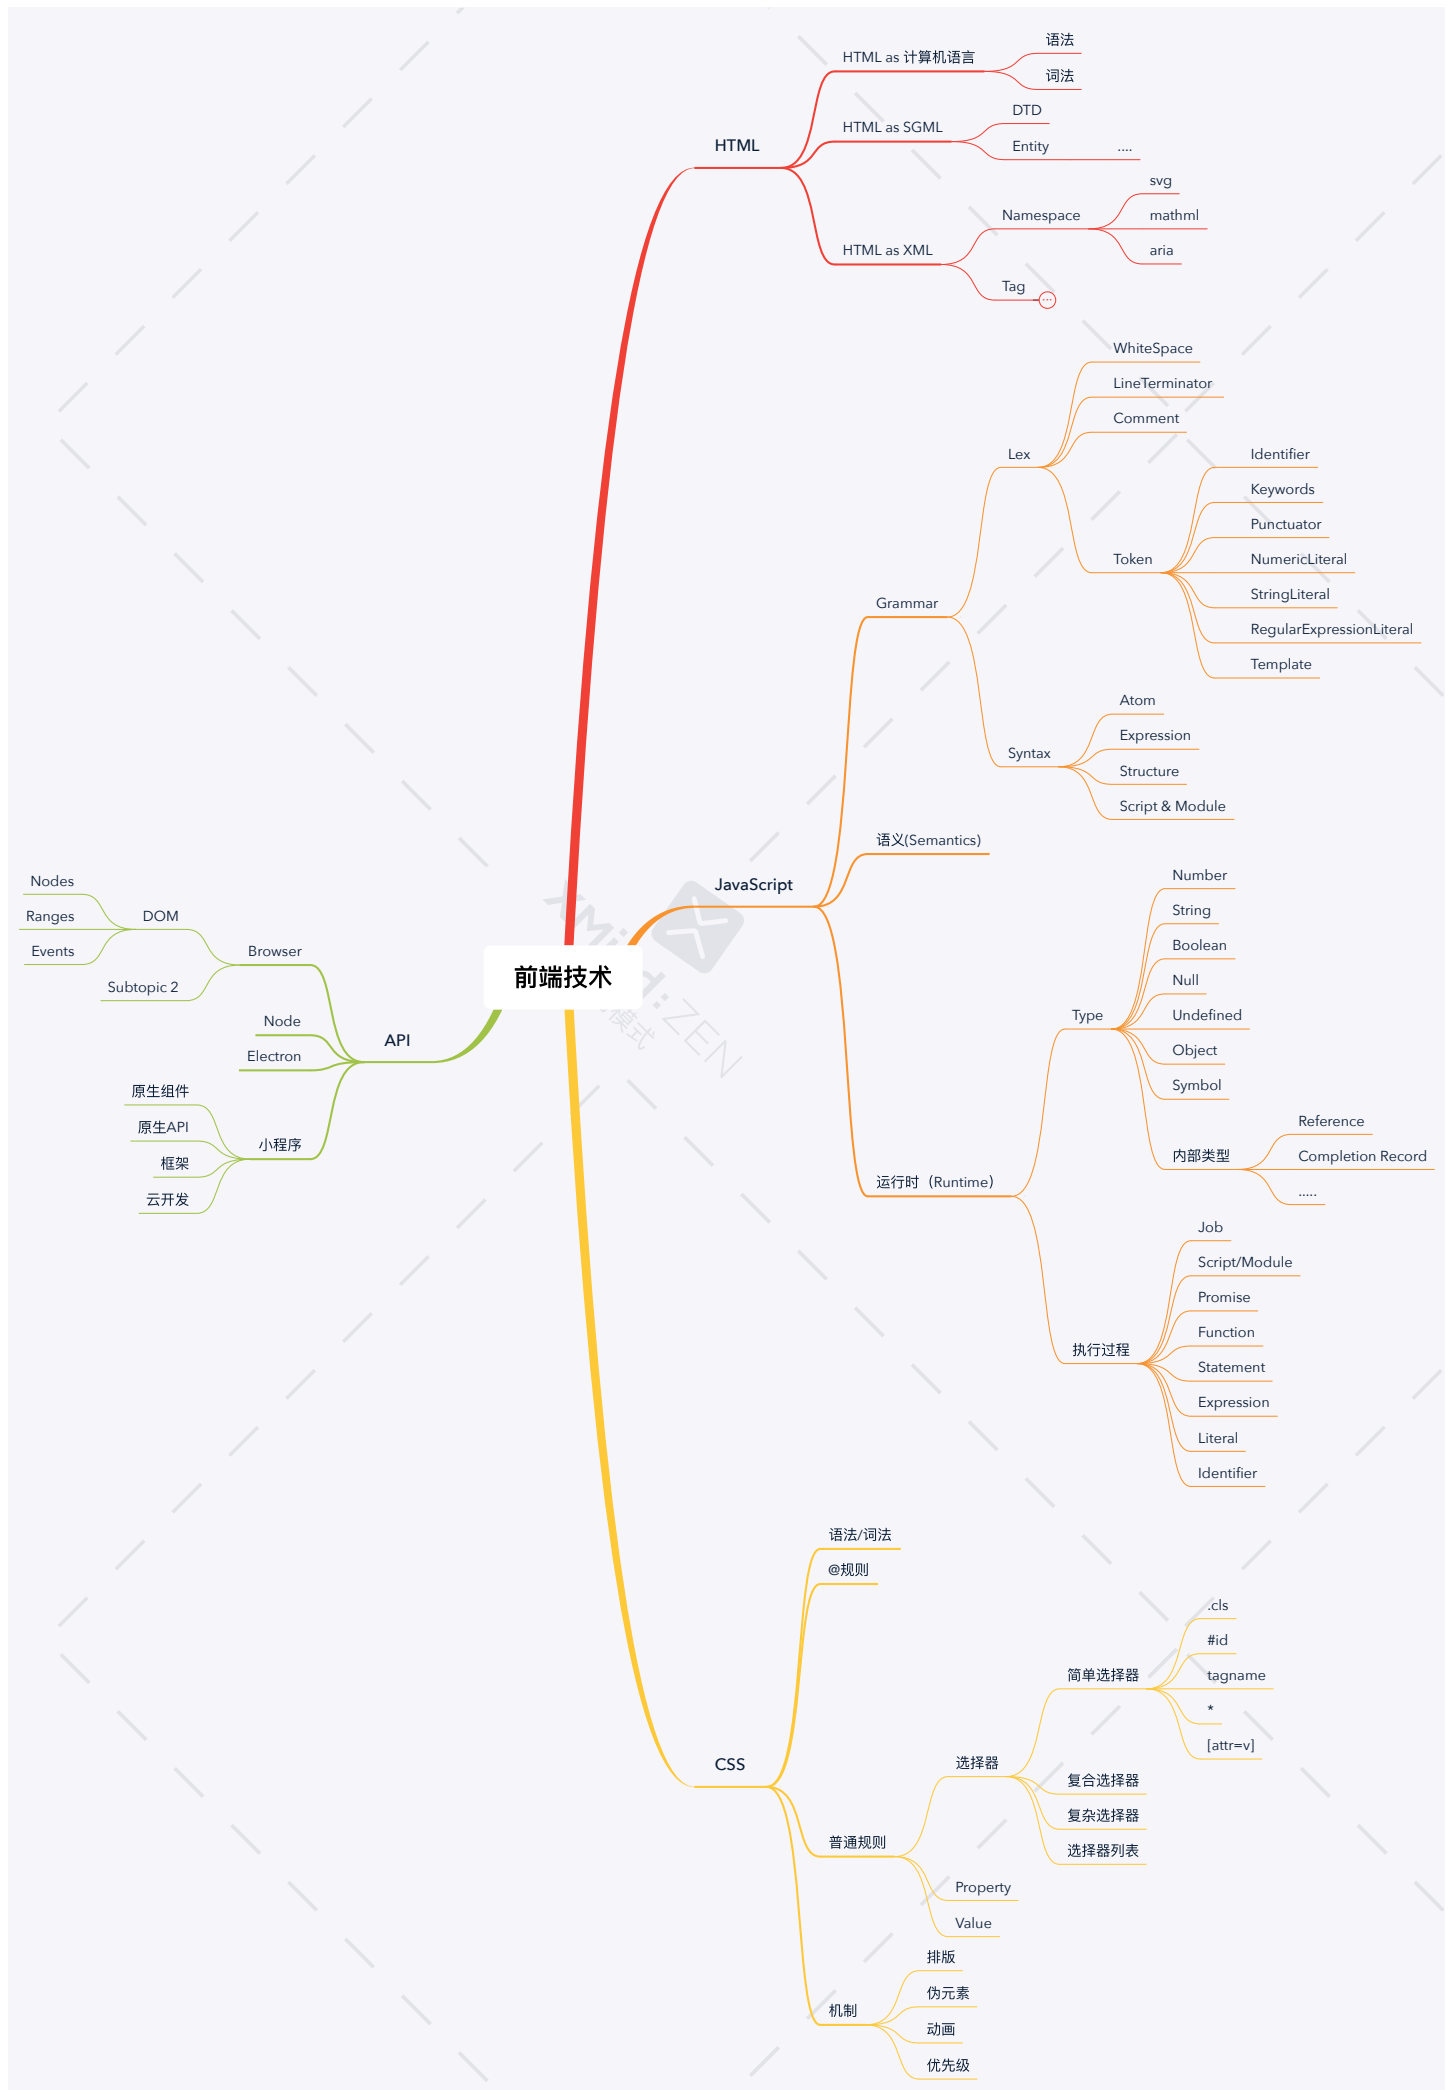 前端技术
HTML
HTML as 计算机语言
语法
词法
HTML as SGML
DTD
Entity
....
HTML as XML
Namespace
svg
mathml
aria
Tag
JavaScript
Grammar
Lex
WhiteSpace
LineTerminator
Comment
Token
Identifier
Keywords
Punctuator
NumericLiteral
StringLiteral
RegularExpressionLiteral
Template
Syntax
Atom
Expression
Structure
Script & Module
语义(Semantics)
运行时（Runtime）
Type
Number
String
Boolean
Null
Undefined
Object
Symbol
内部类型
Reference
Completion Record
.....
执行过程
Job
Script/Module
Promise
Function
Statement
Expression
Literal
Identifier
CSS
语法/词法
@规则
普通规则
选择器
简单选择器
.cls
#id
tagname
*
[attr=v]
复合选择器
复杂选择器
选择器列表
Property
Value
机制
排版
伪元素
动画
优先级
API
Browser
DOM
Nodes
Ranges
Events
Subtopic 2
Node
Electron
小程序
原生组件
原生API
框架
云开发
ZEN
模式